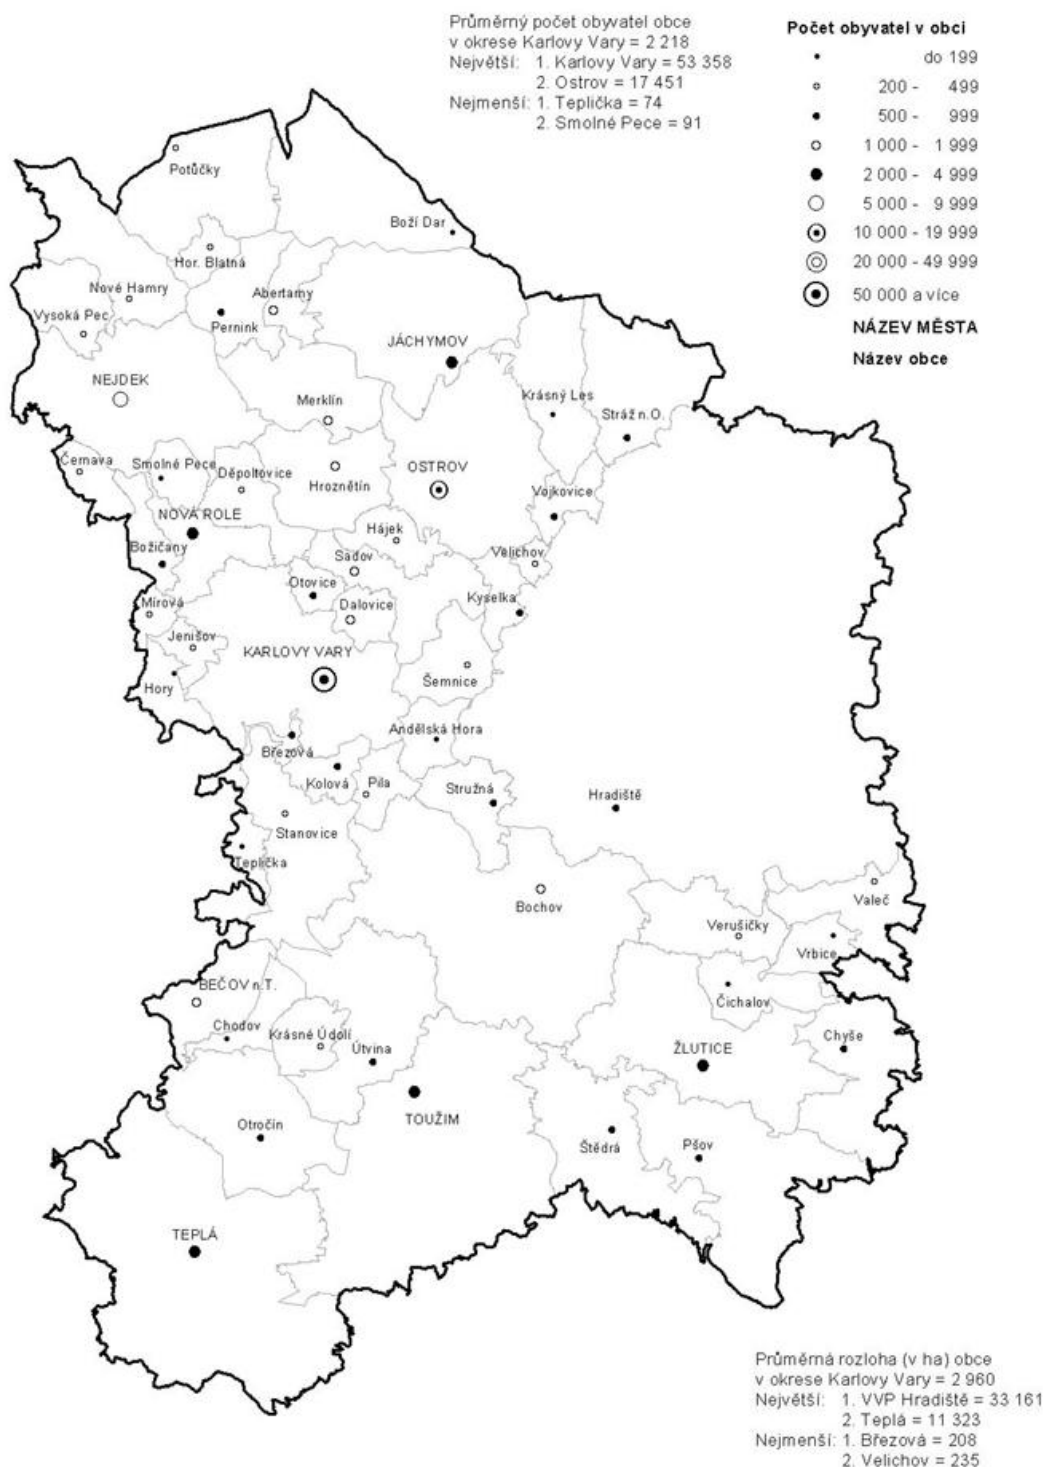 Průměrný počet obyvatel obce
v okrese Karlovy Vary = 2 218
Největší: 1. Karlovy Vary = 53 358
2. Ostrov = 17 451
Nejmenší: 1. Teplička = 74
2. Smolné Pece = 91
Počet obyvatel v obci
do 199
200 - 499
500 - 999
1 000 - 1 999
2 000 - 4 999
5 000 - 9 999
10 000 - 19 999
20 000 - 49 999
50 000 a více
NÁZEV MĚSTA
Název obce
Potůčky
Boží Dar
Hor. Blatná
Nové Hamry
Abertamy
Vysoká Pec
Pernink
JÁCHYMOV
NEJDEK
Merklín
Krásný Les
Stráž n.O.
Černava
Smolné Pece
Děpoltovice
Hroznětín
OSTROV
Vojkovice
NOVÁ ROLE
Hájek
Božičany
Sadov
Velichov
Otovice
Mírová
Dalovice
Kyselka
Jenišov
KARLOVY VARY
Hory
Šemnice
Andělská Hora
Březová
Kolová
Pila
Stružná
Hradiště
Stanovice
Teplička
Bochov
Valeč
Verušičky
Vrbice
BEČOV n.T.
Čichalov
Chodov
Krásné Údolí
Útvina
ŽLUTICE
Chyše
TOUŽIM
Otročín
Štědrá
Pšov
TEPLÁ
Průměrná rozloha (v ha) obce
v okrese Karlovy Vary = 2 960
Největší: 1. VVP Hradiště = 33 161
2. Teplá = 11 323
Nejmenší: 1. Březová = 208
2. Velichov = 235